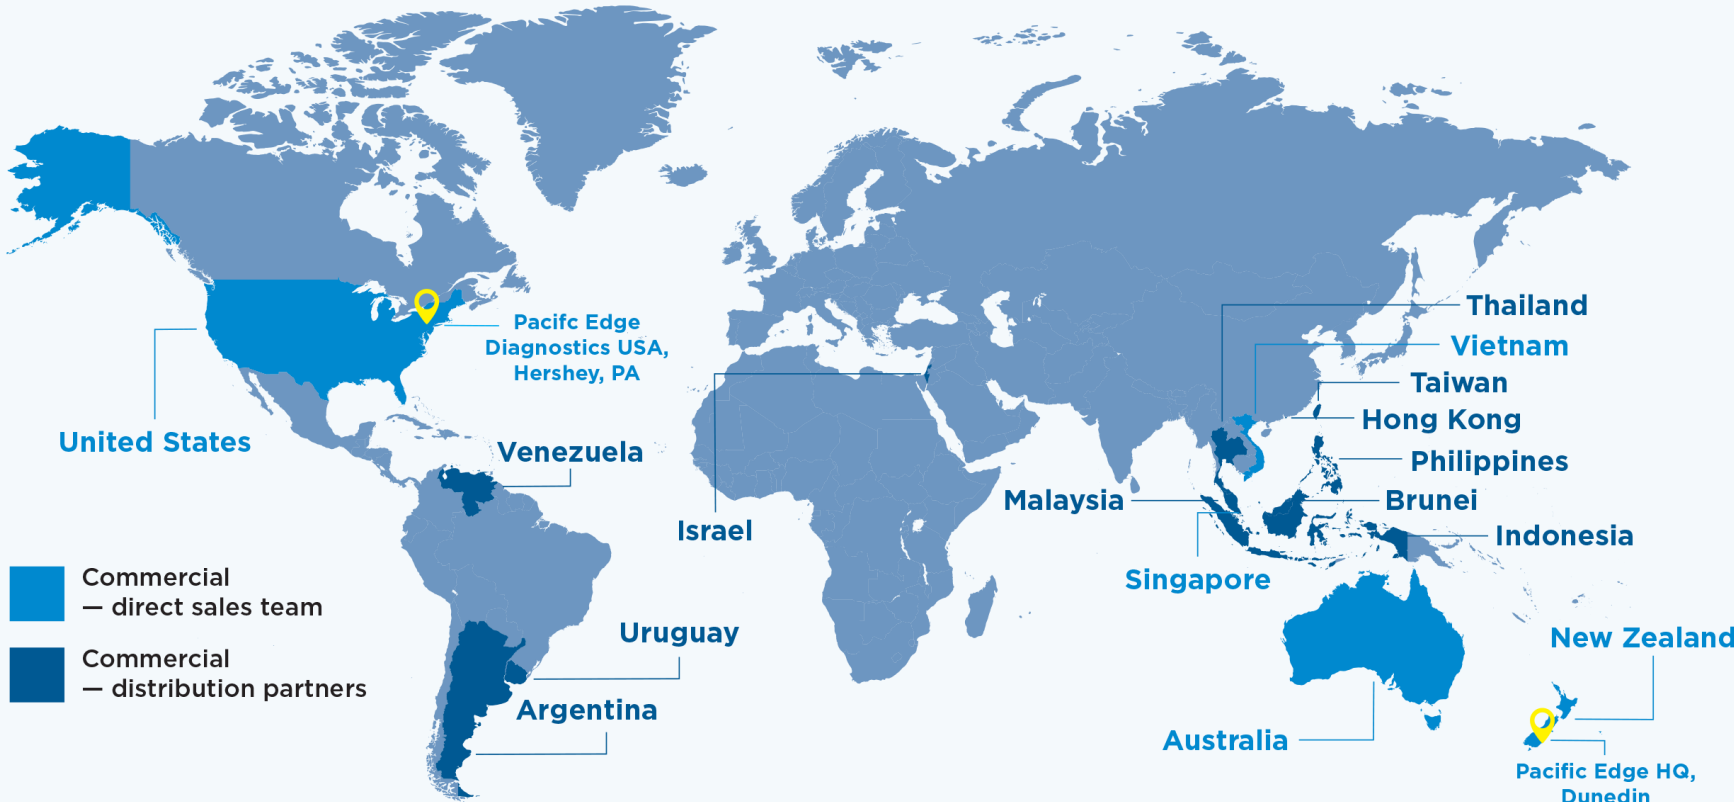 Thailand
Pacifc Edge
Diagnostics USA,
Hershey, PA
Vietnam
Taiwan
Hong Kong
United States
Venezuela
Philippines
Malaysia
Brunei
Israel
Indonesia
Singapore
Commercial
— direct sales team
Uruguay
New Zealand
Commercial
— distribution partners
Argentina
Australia
Pacific Edge HQ,
Dunedin